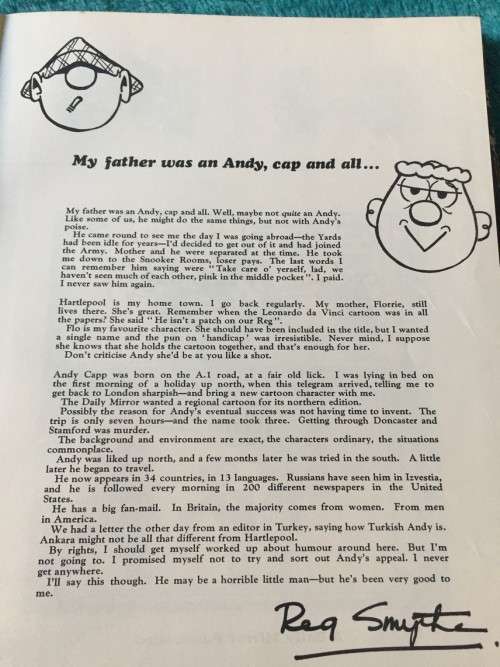 My father was an Andy, cap and all...
My father was an Andy, cap and all. Well, maybe not quite an Andy.
Like some of us, he might do the same things, but not with Andy's
poise.
He came round to see me the day I was going abroad—the Yards
had been idle for years—I'd decided to get out of it and had joined
the Army. Mother and he were separated at the time. He took
me down to the Snooker Rooms, loser pays. The last words I
can remember him saying were "Take care o' yerself, lad, we
haven't seen much of each other, pink in the middle pocket". I paid.
I never saw him again.
Hartlepool is my home town. I go back regularly. My mother, Florrie, still
lives there. She's great. Remember when the Leonardo da Vinci cartoon was in all
the papers? She said "He isn't a patch on our Reg".
Flo is my favourite character. She should have been included in the title, but I wanted
a single name and the pun on 'handicap' was irresistible. Never mind, I suppose
she knows that she holds the cartoon together, and that's enough for her.
Don't criticise Andy she'd be at you like a shot.
Andy Capp was born on the A.1 road, at a fair old lick. I was lying in bed on
the first morning of a holiday up north, when this telegram arrived, telling me to
get back to London sharpish—and bring a new cartoon character with me.
The Daily Mirror wanted a regional cartoon for its northern edition.
Possibly the reason for Andy's eventual success was not having time to invent. The
trip is only seven hours—and the name took three. Getting through Doncaster and
Stamford was murder.
The background and environment are exact, the characters ordinary, the situations
commonplace.
Andy was liked up north, and a few months later he was tried in the south. A little
later he began to travel.
He now appears in 34 countries, in 13 languages. Russians have seen him in Izvestia,
and he is followed every morning in 200 different newspapers in the United
States.
He has a big fan-mail. In Britain, the majority comes from women. From men
in America.
We had a letter the other day from an editor in Turkey, saying how Turkish Andy is.
Ankara might not be all that different from Hartlepool.
By rights, I should get myself worked up about humour around here. But I'm
not going to. I promised myself not to try and sort out Andy's appeal. I never
get anywhere.
I'll say this though. He may be a horrible little man—but he's been very good to
me.
Reg Smythe